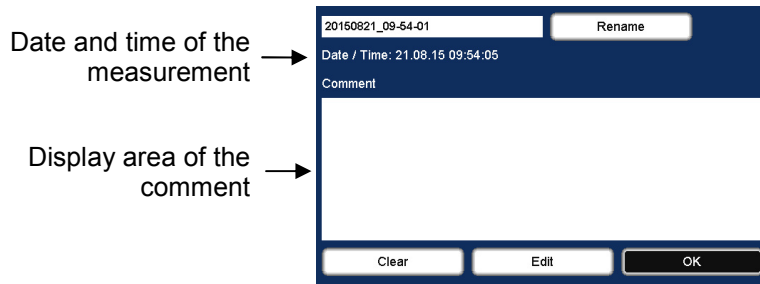 20150821_09-54-01
Rename
Date and time of the
measurement
Date / Time: 21.08.15 09:54:05
Comment
Display area of the
comment
Clear
Edit
OK